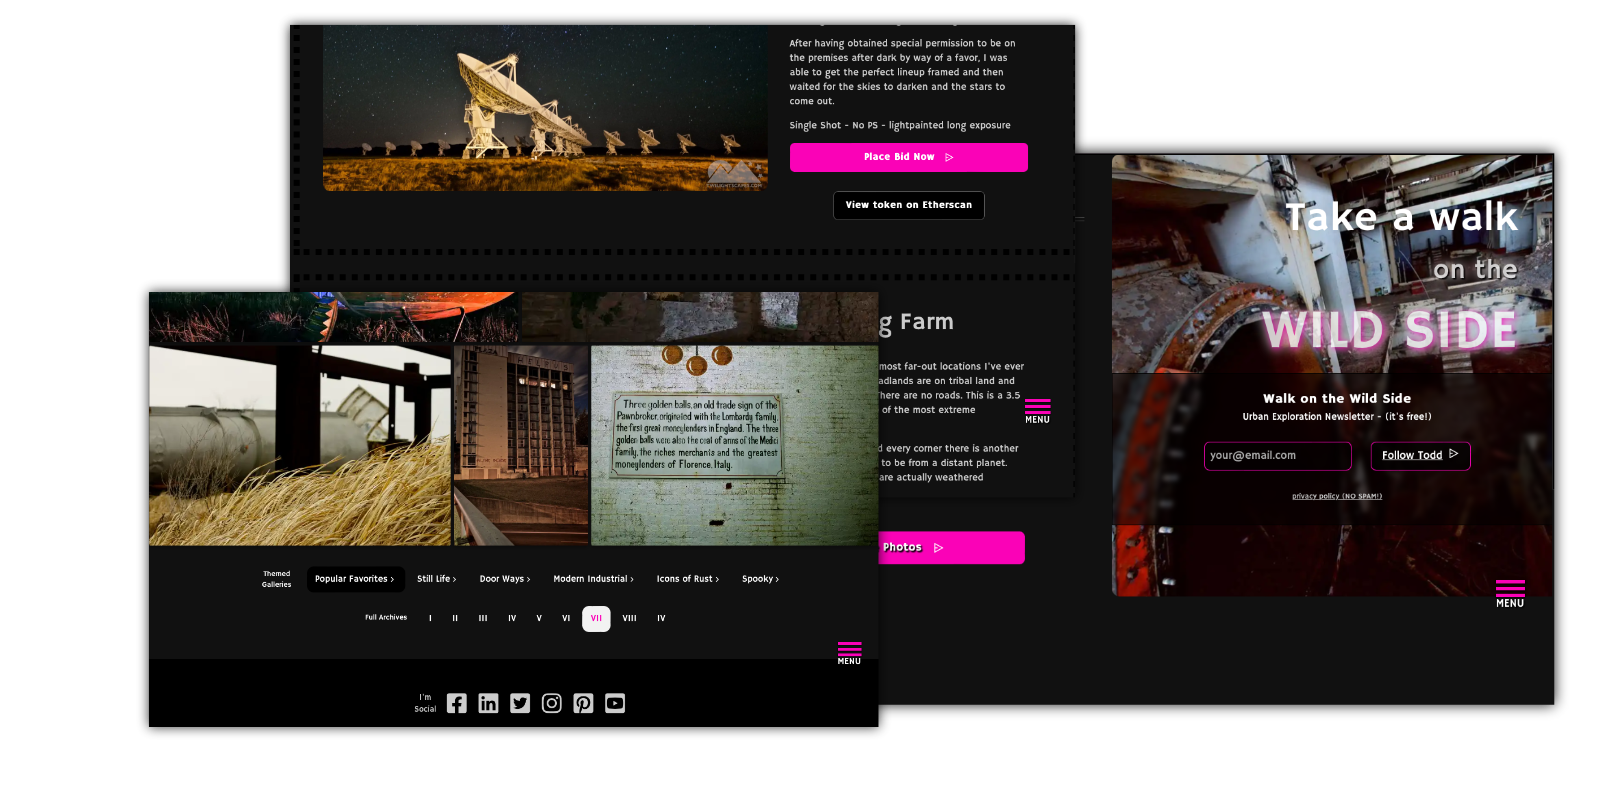 After having obtained special permission to be on
the premises after dark by way of a favor, I was
able to get the perfect lineup framed and then
waited for the skies to darken and the stars to
come out.
Single Shot - No PS - lightpainted long exposure
Place Bid Now
View token on Etherscan
g Farm
most far-out locations I've ever
adlands are on tribal land and
here are no roads. This is a 3.5
of the most extreme
MENU
d every corner there is another
to be from a distant planet.
are actually weathered
Photos
Take a walk
on the
WILD SIDE
Walk on the Wild Side
Urban Exploration Newsletter - (it's free!)
your@email.com
Follow Todd
privacy policy (NO SPAM!)
MENU
Three golden balls, an old trade sign of the
Pawnbroker, originated with the Lombardy family,
the first great moneylenders in England. The three
golden balls were also the coat of arms of the Medici
family, the riches merchants and the greatest
moneylenders of Florence, Italy.
Themed
Galleries
Popular Favorites › Still Life › Door Ways › Modern Industrial › Icons of Rust › Spooky ›
Full Archives I II III IV V VI VII VIII IV
MENU
I'm
Social